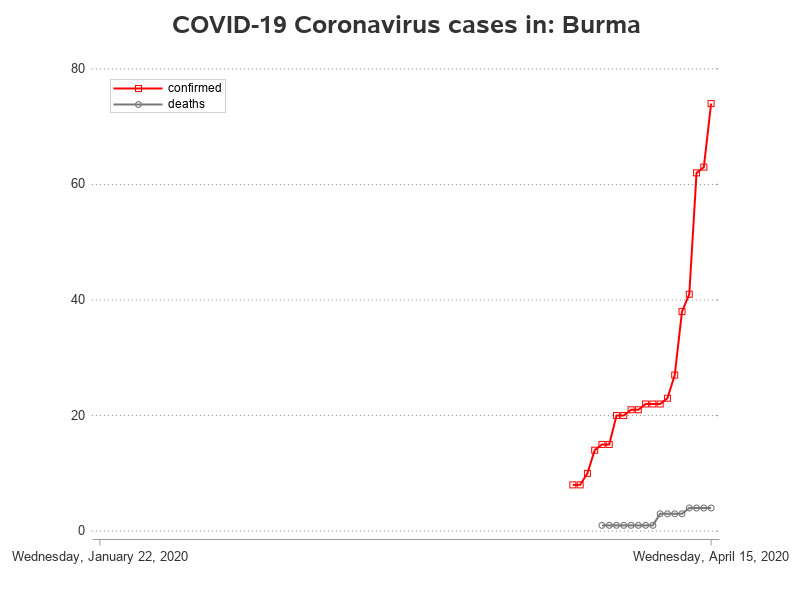 COVID-19 Coronavirus cases in: Burma
80
confirmed
deaths
60
40
20
0
Wednesday, January 22, 2020
Wednesday, April 15, 2020